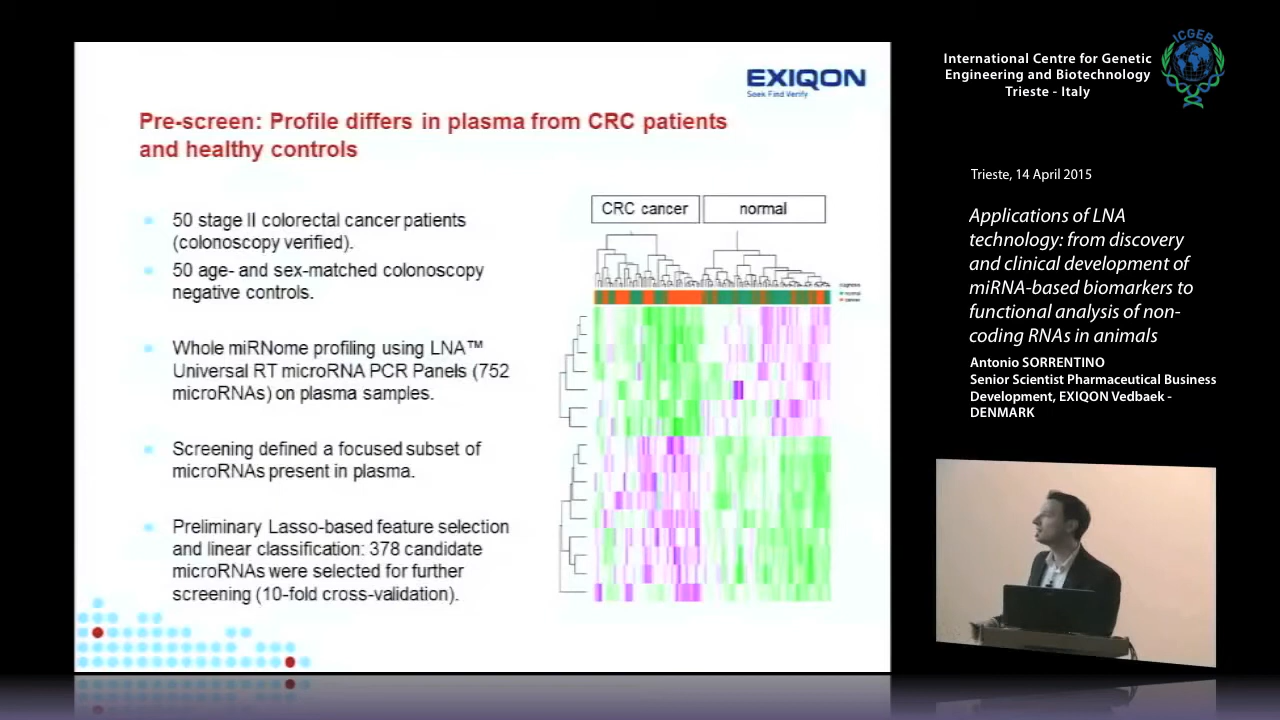 EXIQON
Seek Find Verify
Pre-screen: Profile differs in plasma from CRC patients
and healthy controls
50 stage II colorectal cancer patients
(colonoscopy verified).
50 age- and sex-matched colonoscopy
negative controls.
Whole miRNome profiling using LNA™
Universal RT microRNA PCR Panels (752
microRNAs) on plasma samples.
Screening defined a focused subset of
microRNAs present in plasma.
Preliminary Lasso-based feature selection
and linear classification: 378 candidate
microRNAs were selected for further
screening (10-fold cross-validation).
CRC cancer
normal
diagnosis
normal
cancer
International Centre for Genetic
Engineering and Biotechnology
Trieste - Italy
ICGEB
Trieste, 14 April 2015
Applications of LNA
technology: from discovery
and clinical development of
miRNA-based biomarkers to
functional analysis of non-
coding RNAs in animals
Antonio SORRENTINO
Senior Scientist Pharmaceutical Business
Development, EXIQON Vedbaek -
DENMARK